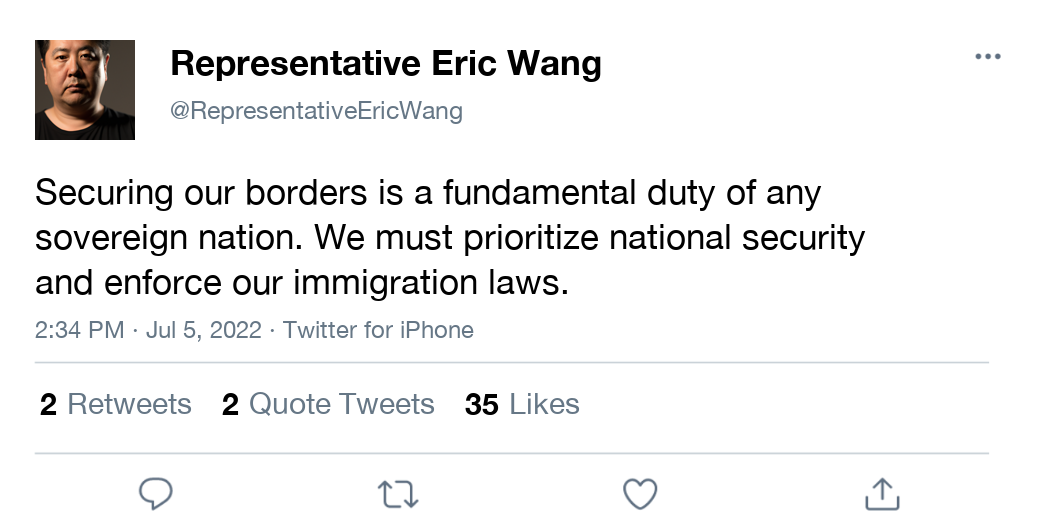 Representative Eric Wang
@RepresentativeEricWang
Securing our borders is a fundamental duty of any
sovereign nation. We must prioritize national security
and enforce our immigration laws.
2:34 PM · Jul 5, 2022 · Twitter for iPhone
2 Retweets 2 Quote Tweets 35 Likes